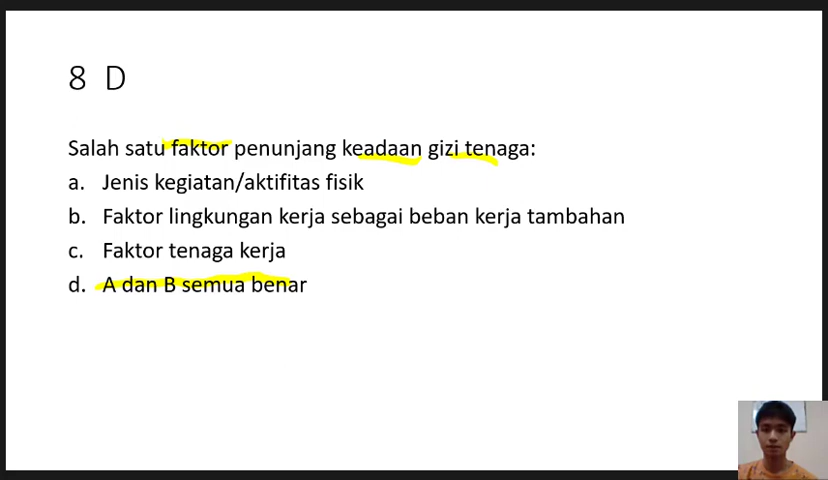 8 D
Salah satu faktor penunjang keadaan gizi tenaga:
a. Jenis kegiatan/aktifitas fisik
b. Faktor lingkungan kerja sebagai beban kerja tambahan
c. Faktor tenaga kerja
d. A dan B semua benar